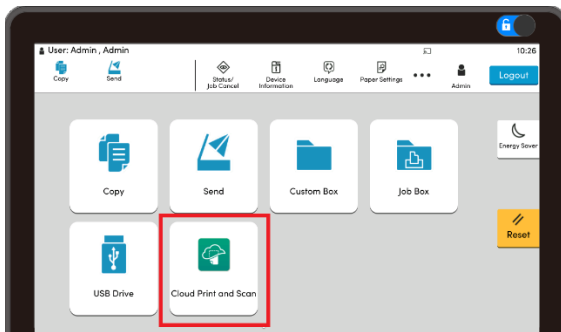 User: Admin , Admin
10:26
Copy
Send
Status/
Job Cancel
Device
Information
Language
Paper Settings
Admin
Logout
Energy Saver
Copy
Send
Custom Box
Job Box
Reset
USB Drive
Cloud Print and Scan